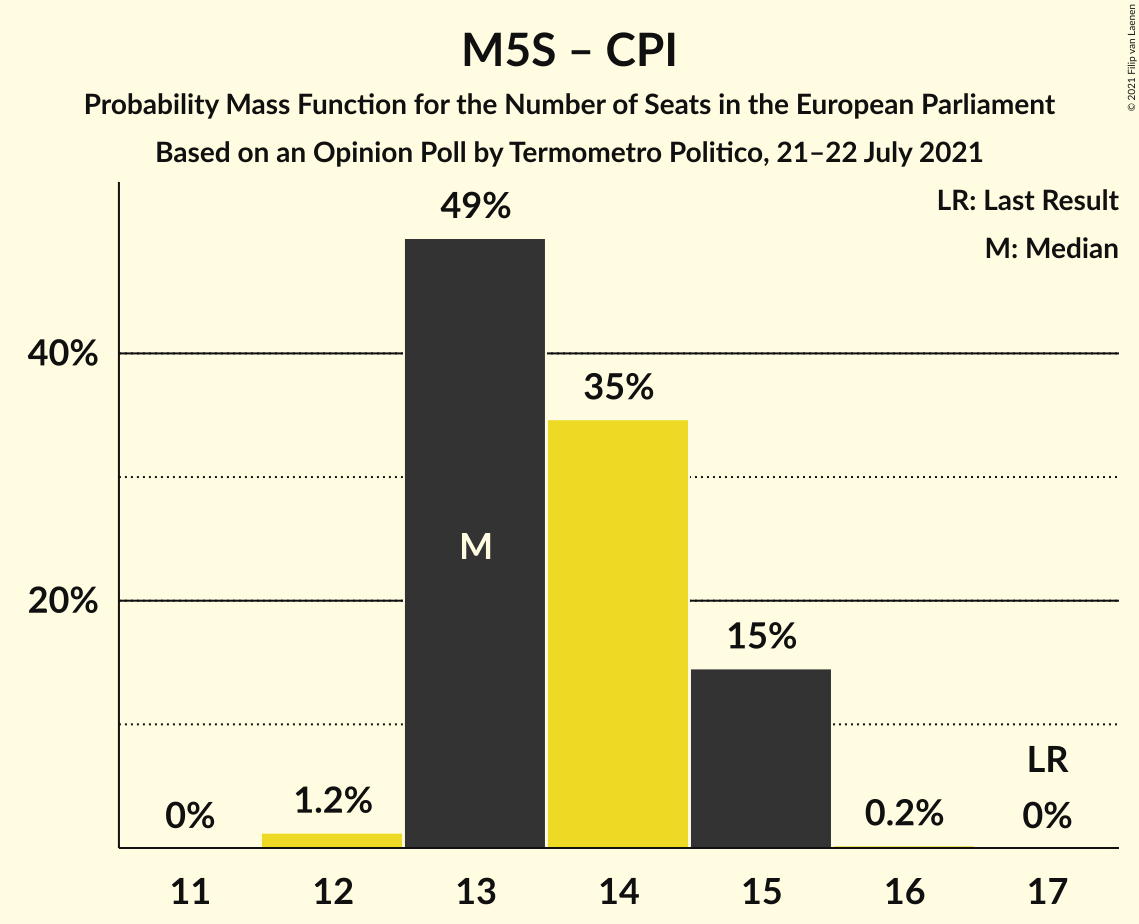 M5S – CPI
Probability Mass Function for the Number of Seats in the European Parliament
Based on an Opinion Poll by Termometro Politico, 21–22 July 2021
© 2021 Filip van Laenen
LR: Last Result
M: Median
49%
40%
35%
M
20%
15%
LR
0%
1.2%
0.2%
0%
11
12
13
14
15
16
17